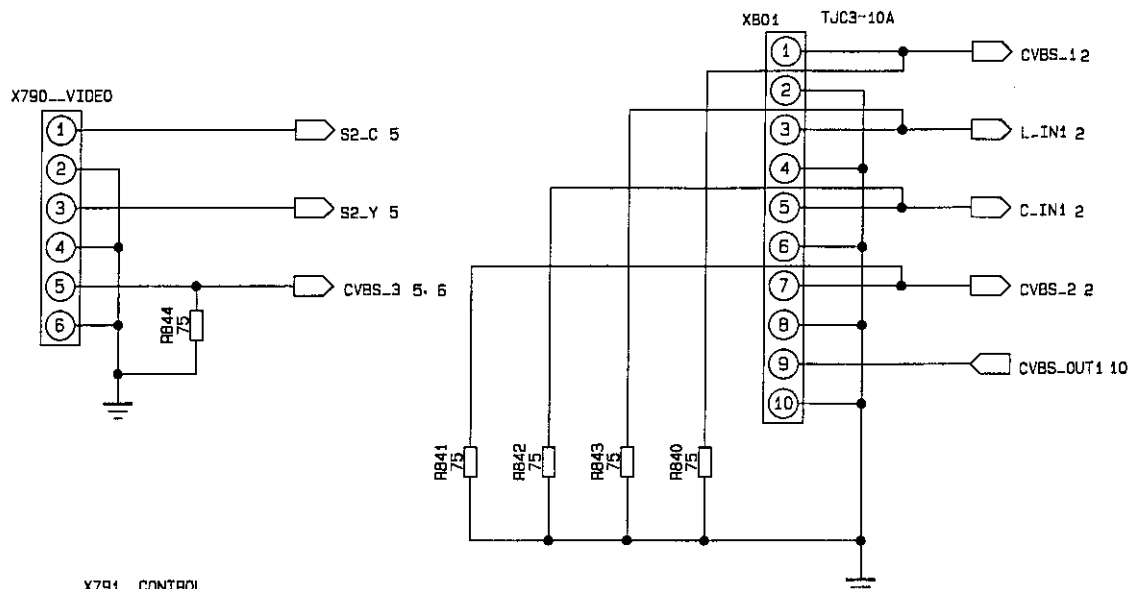 XB01 TJC3-10A
1 CVBS_1 2
2
3 L_IN1 2
4
5 C_IN1 2
6
7 CVBS_2 2
8
9 CVBS_OUT1 10
10
X790__VIDEO
1 S2_C 5
2
3 S2_Y 5
4
5 CVBS_3 5, 6
6
R844
75
R841
75
R842
75
R843
75
R840
75
X791 CONTROL